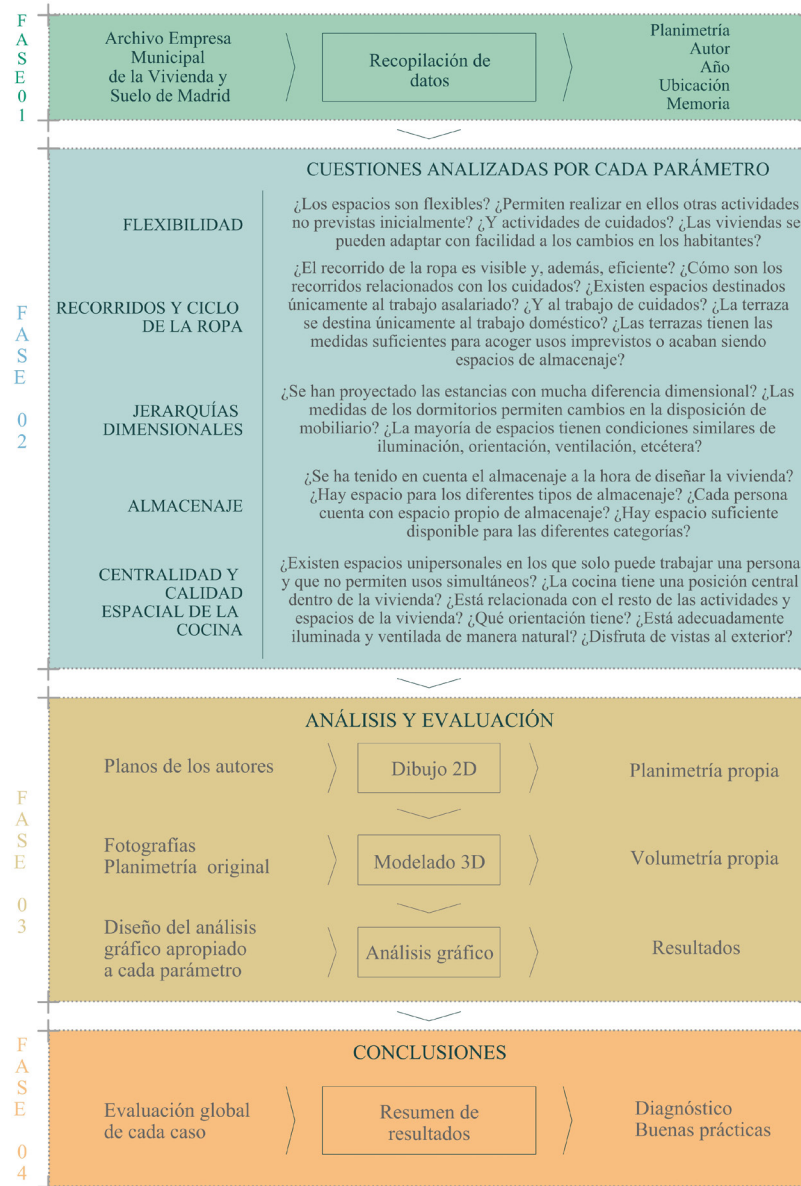 FASE 01
Archivo Empresa
Municipal
de la Vivienda y
Suelo de Madrid
Recopilación de
datos
Planimetría
Autor
Año
Ubicación
Memoria
FASE 02
CUESTIONES ANALIZADAS POR CADA PARÁMETRO
FLEXIBILIDAD
¿Los espacios son flexibles? ¿Permiten realizar en ellos otras actividades
no previstas inicialmente? ¿Y actividades de cuidados? ¿Las viviendas se
pueden adaptar con facilidad a los cambios en los habitantes?
RECORRIDOS Y CICLO
DE LA ROPA
¿El recorrido de la ropa es visible y, además, eficiente? ¿Cómo son los
recorridos relacionados con los cuidados? ¿Existen espacios destinados
únicamente al trabajo asalariado? ¿Y al trabajo de cuidados? ¿La terraza
se destina únicamente al trabajo doméstico? ¿Las terrazas tienen las
medidas suficientes para acoger usos imprevistos o acaban siendo
espacios de almacenaje?
JERARQUÍAS
DIMENSIONALES
¿Se han proyectado las estancias con mucha diferencia dimensional? ¿Las
medidas de los dormitorios permiten cambios en la disposición de
mobiliario? ¿La mayoría de espacios tienen condiciones similares de
iluminación, orientación, ventilación, etcétera?
ALMACENAJE
¿Se ha tenido en cuenta el almacenaje a la hora de diseñar la vivienda?
¿Hay espacio para los diferentes tipos de almacenaje? ¿Cada persona
cuenta con espacio propio de almacenaje? ¿Hay espacio suficiente
disponible para las diferentes categorías?
CENTRALIDAD Y
CALIDAD
ESPACIAL DE LA
COCINA
¿Existen espacios unipersonales en los que solo puede trabajar una persona
y que no permiten usos simultáneos? ¿La cocina tiene una posición central
dentro de la vivienda? ¿Está relacionada con el resto de las actividades y
espacios de la vivienda? ¿Qué orientación tiene? ¿Está adecuadamente
iluminada y ventilada de manera natural? ¿Disfruta de vistas al exterior?
FASE 03
ANÁLISIS Y EVALUACIÓN
Planos de los autores
Dibujo 2D
Planimetría propia
Fotografías
Planimetría original
Modelado 3D
Volumetría propia
Diseño del análisis
gráfico apropiado
a cada parámetro
Análisis gráfico
Resultados
FASE 04
CONCLUSIONES
Evaluación global
de cada caso
Resumen de
resultados
Diagnóstico
Buenas prácticas